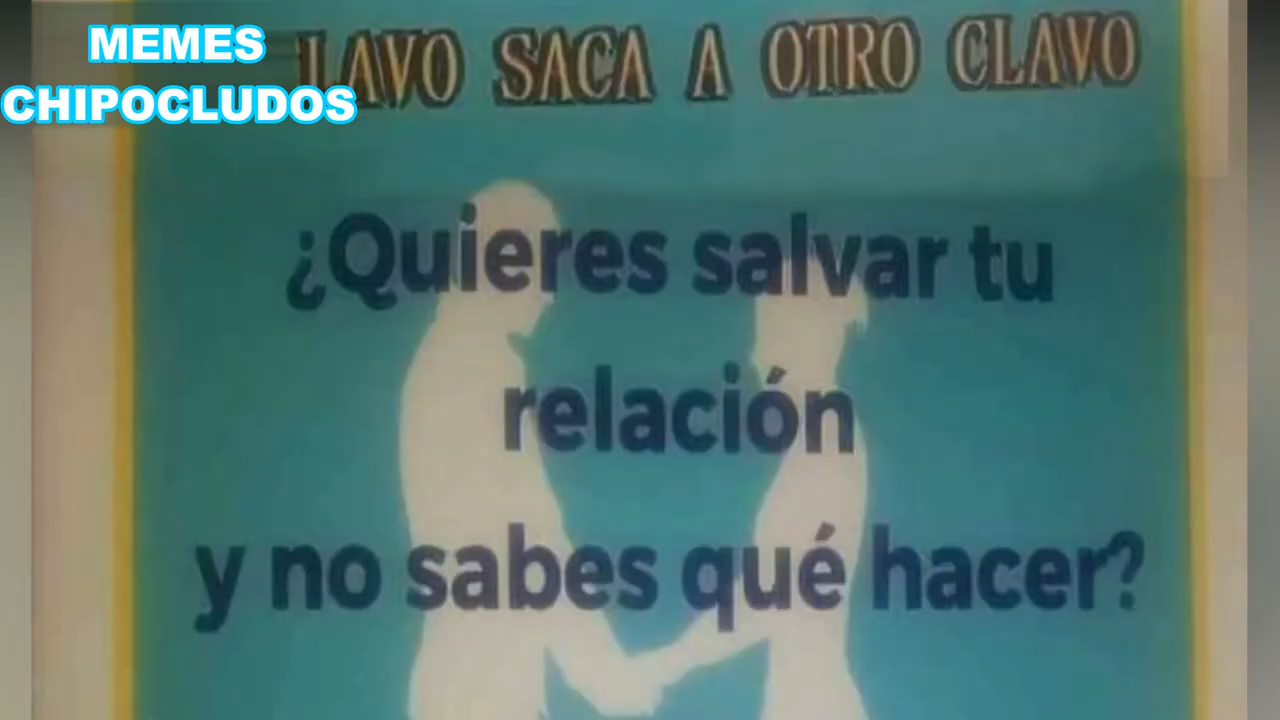 MEMES
CHIPOCLUDOS
LAVO SACA A OTRO CLAVO
¿Quieres salvar tu
relación
y no sabes qué hacer?